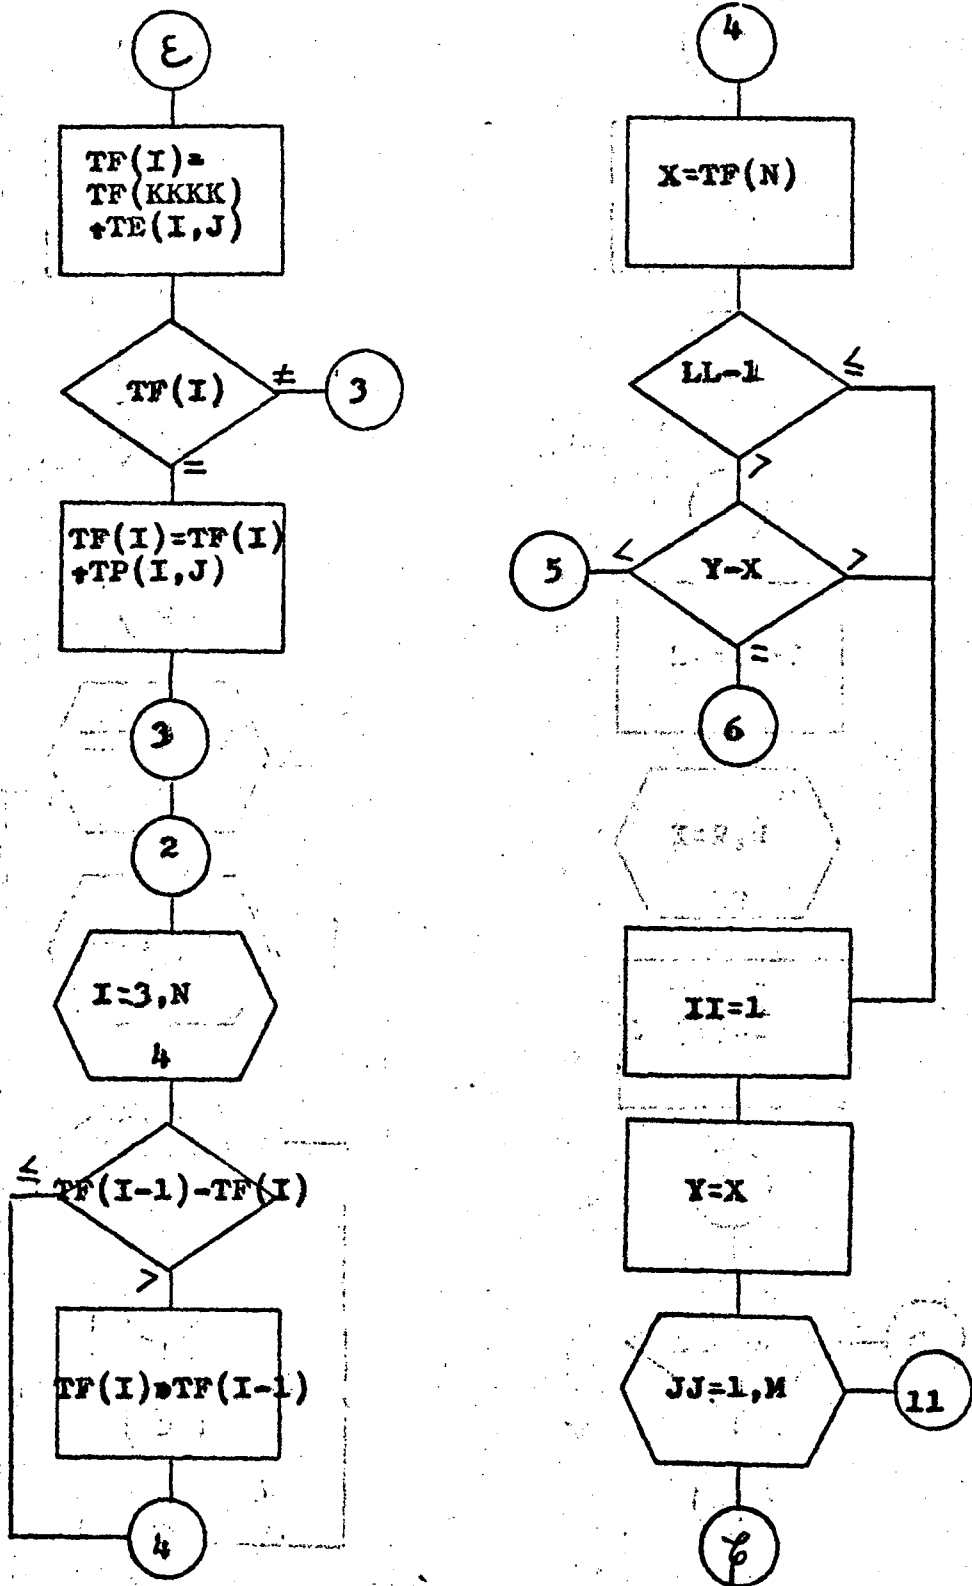 ε
TF(I)=
TF(KKKK)
+TE(I,J)
TF(I)
≠
3
=
TF(I)=TF(I)
+TP(I,J)
3
2
I=3,N
4
≤
TF(I-1)-TF(I)
>
TF(I)=TF(I-1)
4
4
X=TF(N)
LL-1
≤
>
5
<
Y-X
>
=
6
II=1
Y=X
JJ=1,M
11